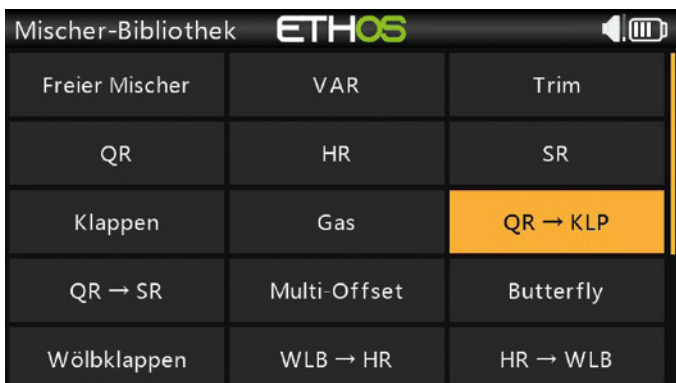 Mischer-Bibliothek ETHOS
Freier Mischer VAR Trim
QR HR SR
Klappen Gas QR → KLP
QR → SR Multi-Offset Butterfly
Wölbklappen WLB → HR HR → WLB